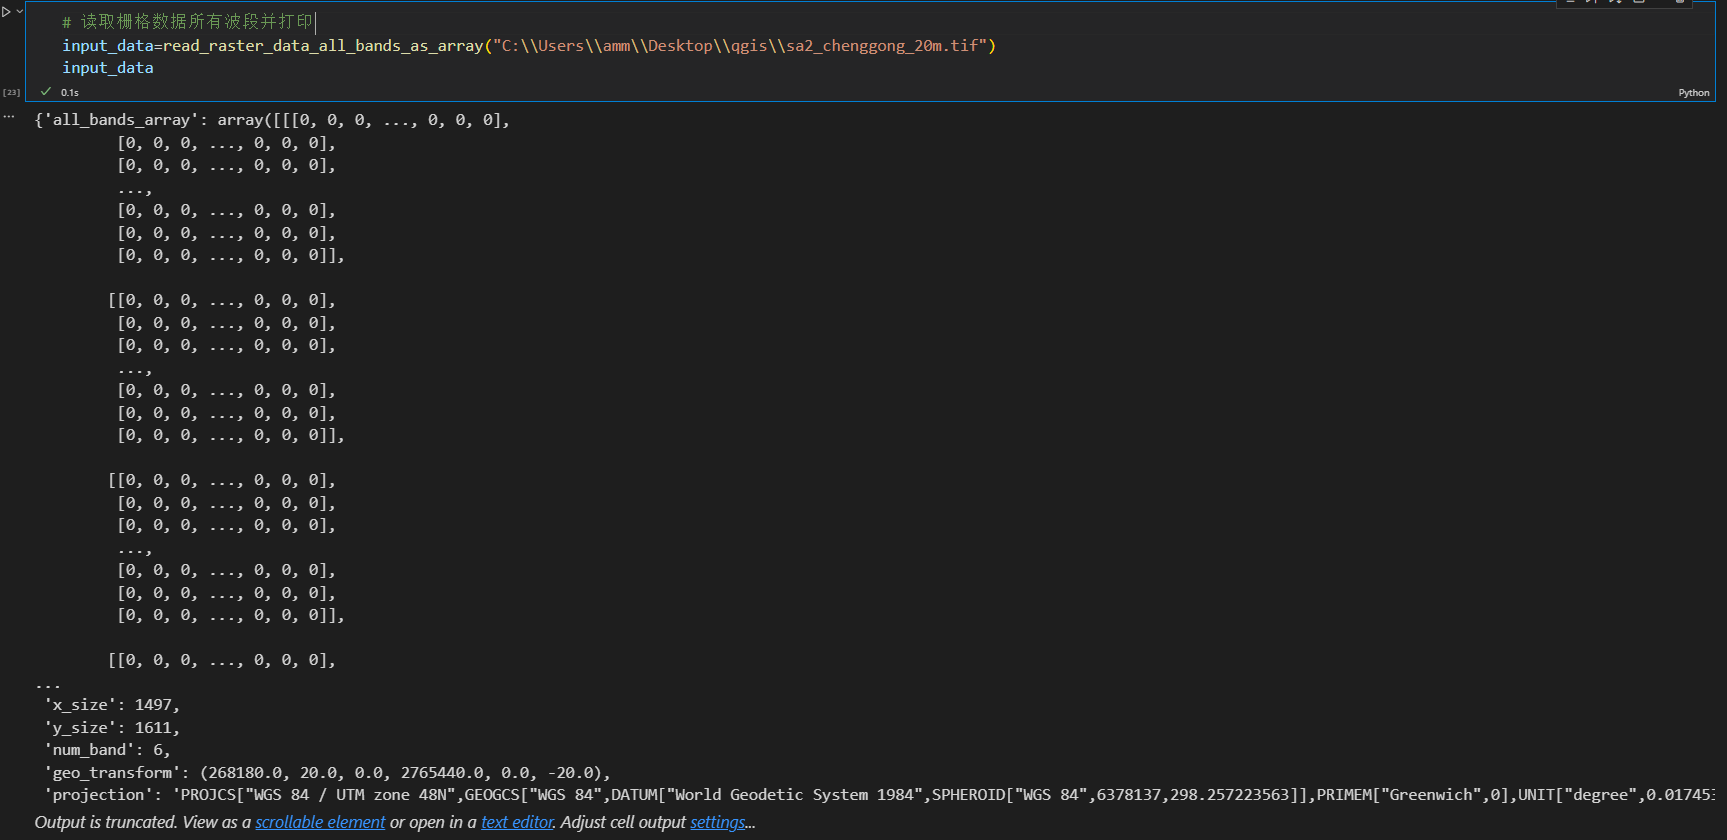 # 读取栅格数据所有波段并打印
input_data=read_raster_data_all_bands_as_array("C:\\Users\\amm\\Desktop\\qgis\\sa2_chenggong_20m.tif")
input_data
[23]
0.1s
Python
...
{'all_bands_array': array([[[0, 0, 0, ..., 0, 0, 0],
[0, 0, 0, ..., 0, 0, 0],
[0, 0, 0, ..., 0, 0, 0],
...,
[0, 0, 0, ..., 0, 0, 0],
[0, 0, 0, ..., 0, 0, 0],
[0, 0, 0, ..., 0, 0, 0]],
[[0, 0, 0, ..., 0, 0, 0],
[0, 0, 0, ..., 0, 0, 0],
[0, 0, 0, ..., 0, 0, 0],
...,
[0, 0, 0, ..., 0, 0, 0],
[0, 0, 0, ..., 0, 0, 0],
[0, 0, 0, ..., 0, 0, 0]],
[[0, 0, 0, ..., 0, 0, 0],
[0, 0, 0, ..., 0, 0, 0],
[0, 0, 0, ..., 0, 0, 0],
...,
[0, 0, 0, ..., 0, 0, 0],
[0, 0, 0, ..., 0, 0, 0],
[0, 0, 0, ..., 0, 0, 0]],
[[0, 0, 0, ..., 0, 0, 0],
...
'x_size': 1497,
'y_size': 1611,
'num_band': 6,
'geo_transform': (268180.0, 20.0, 0.0, 2765440.0, 0.0, -20.0),
'projection': 'PROJCS["WGS 84 / UTM zone 48N",GEOGCS["WGS 84",DATUM["World Geodetic System 1984",SPHEROID["WGS 84",6378137,298.257223563]],PRIMEM["Greenwich",0],UNIT["degree",0.017453
Output is truncated. View as a scrollable element or open in a text editor. Adjust cell output settings...